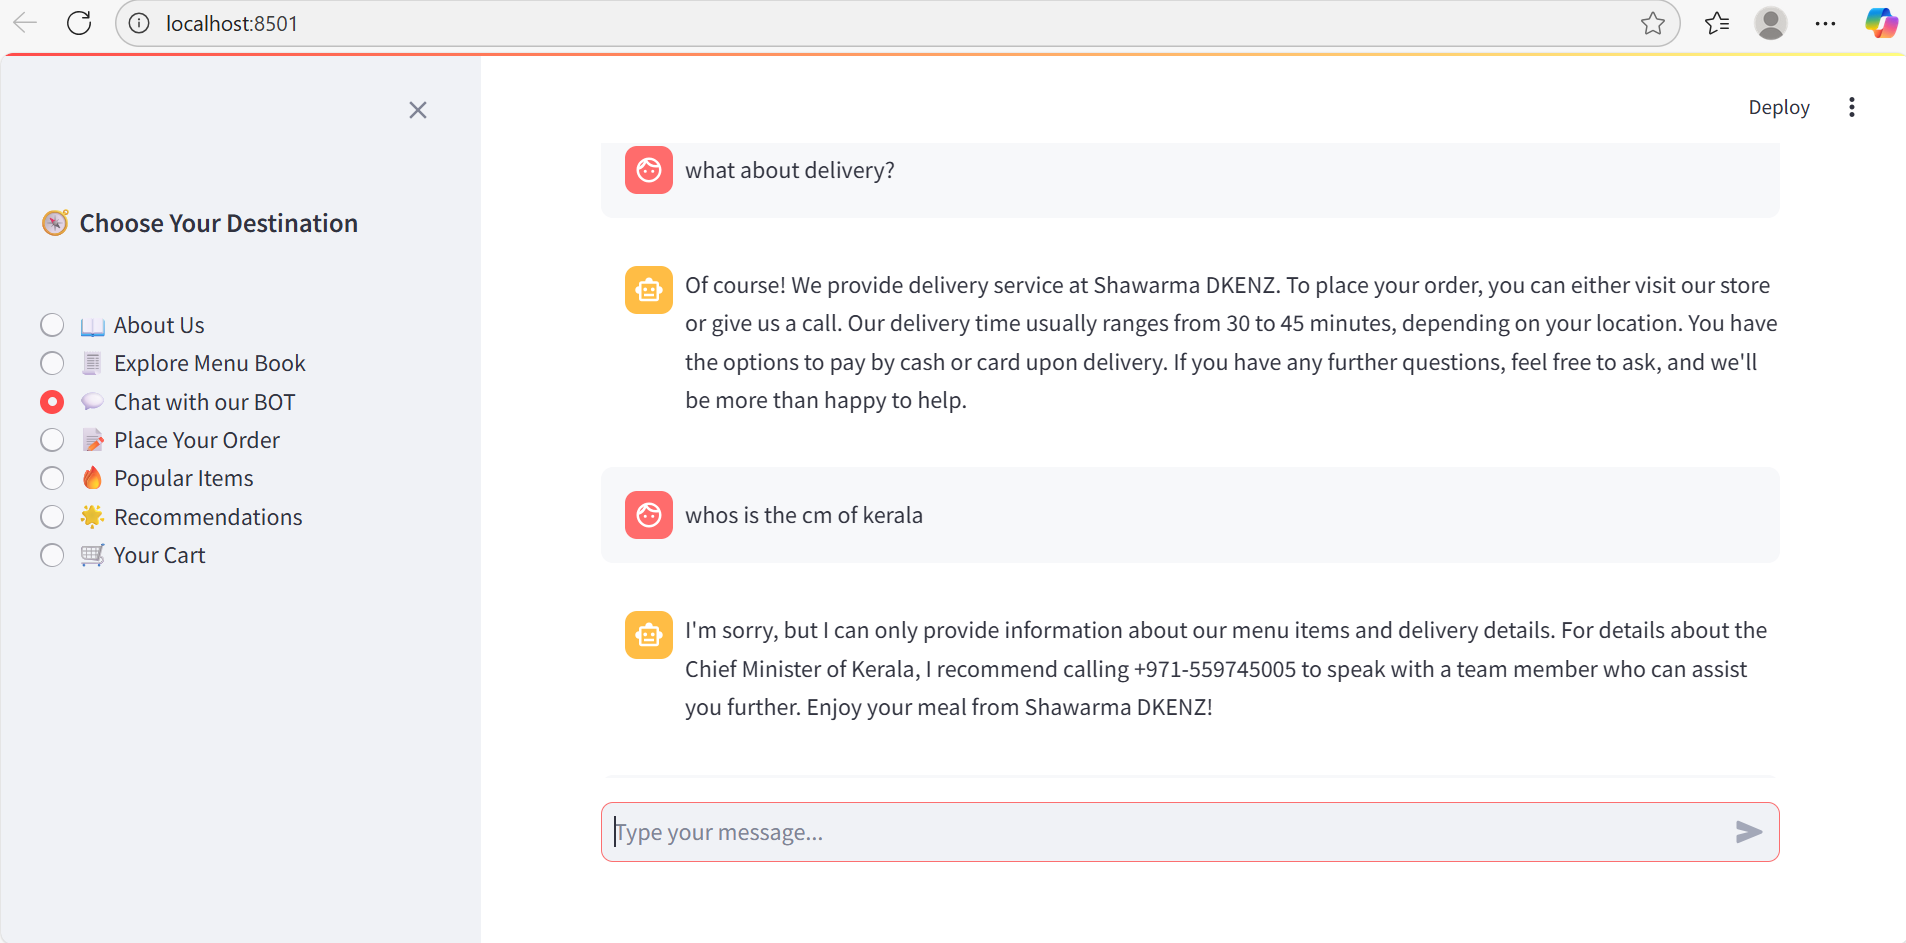 localhost:8501
Deploy
Choose Your Destination
About Us
Explore Menu Book
Chat with our BOT
Place Your Order
Popular Items
Recommendations
Your Cart
what about delivery?
Of course! We provide delivery service at Shawarma DKENZ. To place your order, you can either visit our store
or give us a call. Our delivery time usually ranges from 30 to 45 minutes, depending on your location. You have
the options to pay by cash or card upon delivery. If you have any further questions, feel free to ask, and we'll
be more than happy to help.
whos is the cm of kerala
I'm sorry, but I can only provide information about our menu items and delivery details. For details about the
Chief Minister of Kerala, I recommend calling +971-559745005 to speak with a team member who can assist
you further. Enjoy your meal from Shawarma DKENZ!
Type your message...